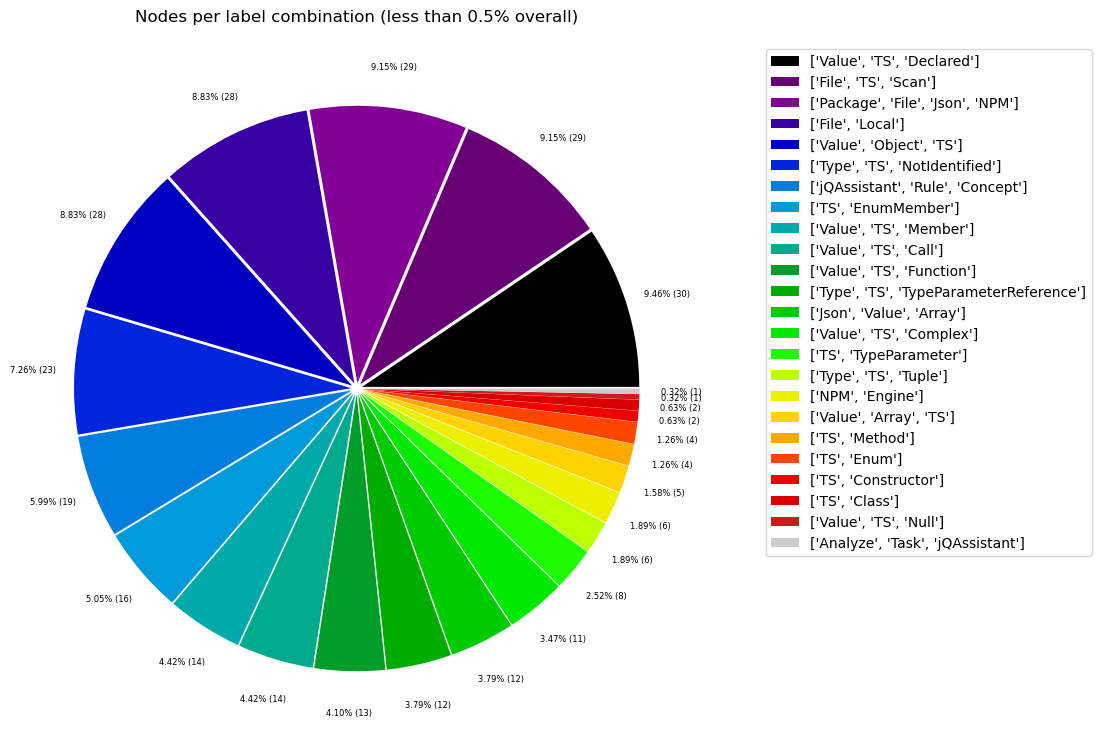 Nodes per label combination (less than 0.5% overall)
9.46% (30)
9.15% (29)
9.15% (29)
8.83% (28)
8.83% (28)
7.26% (23)
5.99% (19)
5.05% (16)
4.42% (14)
4.42% (14)
4.10% (13)
3.79% (12)
3.79% (12)
3.47% (11)
2.52% (8)
1.89% (6)
1.89% (6)
1.58% (5)
1.26% (4)
1.26% (4)
0.63% (2)
0.63% (2)
0.32% (1)
0.32% (1)
['Value', 'TS', 'Declared']
['File', 'TS', 'Scan']
['Package', 'File', 'Json', 'NPM']
['File', 'Local']
['Value', 'Object', 'TS']
['Type', 'TS', 'NotIdentified']
['jQAssistant', 'Rule', 'Concept']
['TS', 'EnumMember']
['Value', 'TS', 'Member']
['Value', 'TS', 'Call']
['Value', 'TS', 'Function']
['Type', 'TS', 'TypeParameterReference']
['Json', 'Value', 'Array']
['Value', 'TS', 'Complex']
['TS', 'TypeParameter']
['Type', 'TS', 'Tuple']
['NPM', 'Engine']
['Value', 'Array', 'TS']
['TS', 'Method']
['TS', 'Enum']
['TS', 'Constructor']
['TS', 'Class']
['Value', 'TS', 'Null']
['Analyze', 'Task', 'jQAssistant']